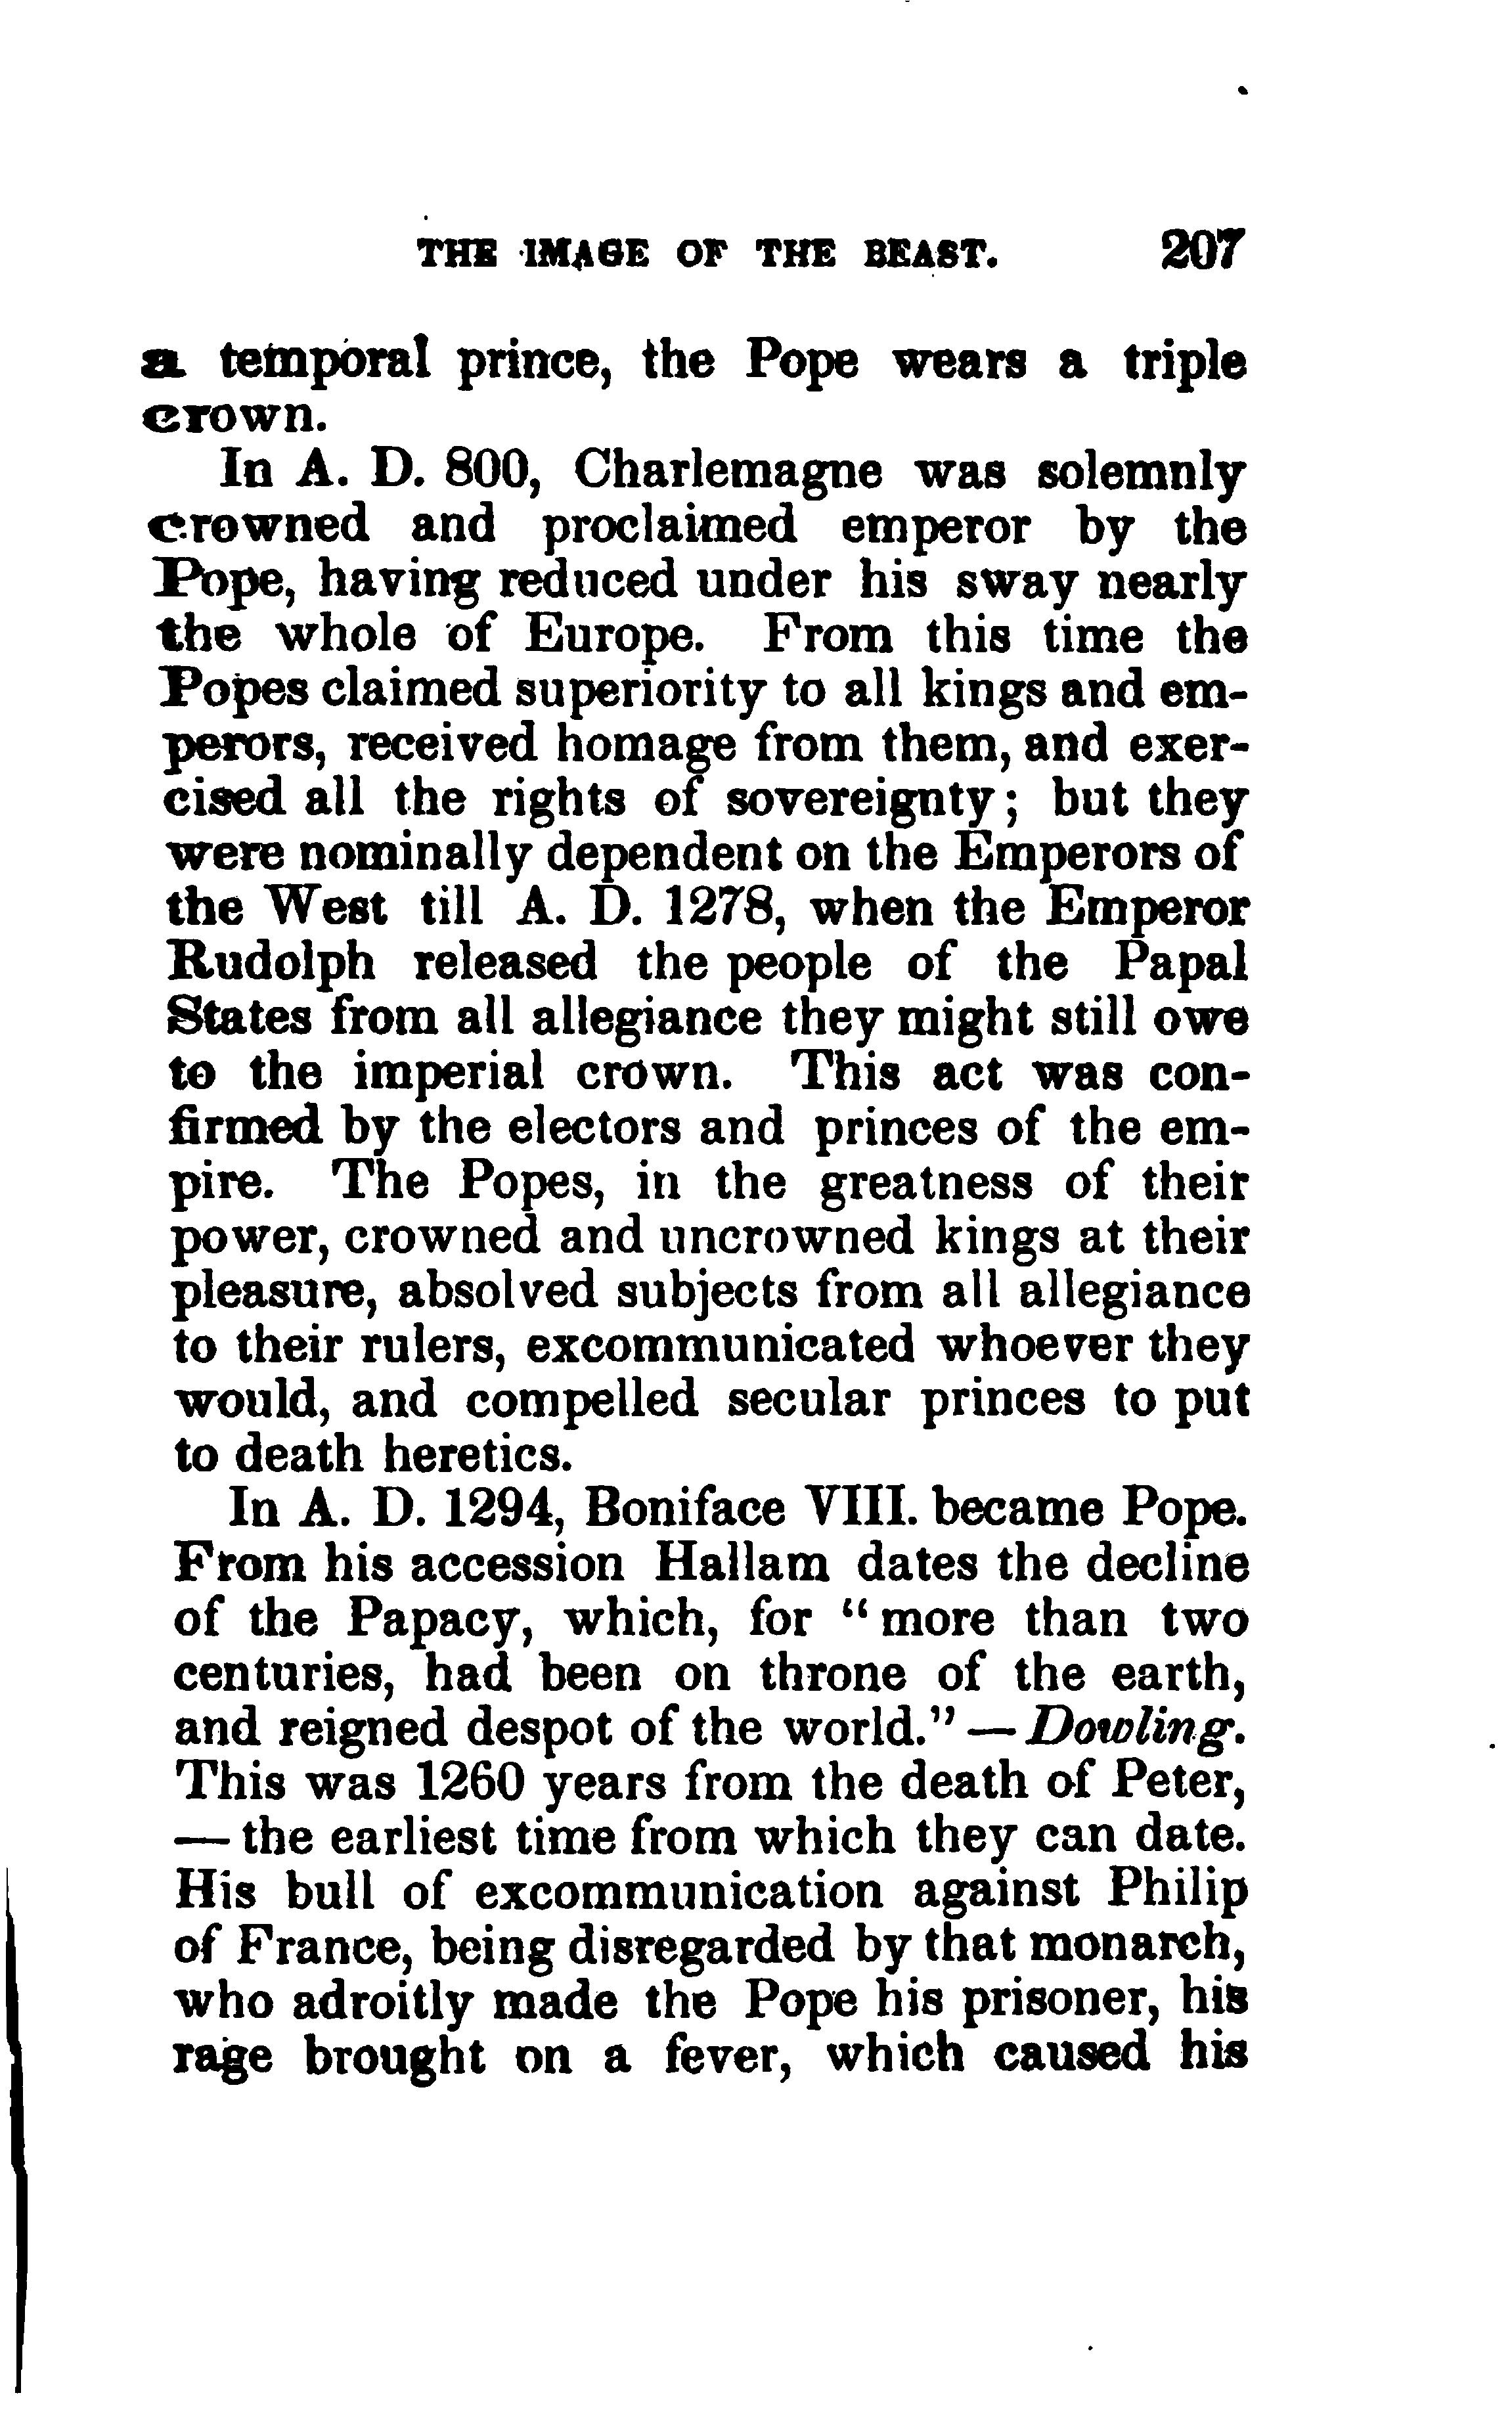 THE IMAGE OF THE BEAST. 207
a temporal prince, the Pope wears a triple
crown.
In A. D. 800, Charlemagne was solemnly
crowned and proclaimed emperor by the
Pope, having reduced under his sway nearly
the whole of Europe. From this time the
Popes claimed superiority to all kings and em-
perors, received homage from them, and exer-
cised all the rights of sovereignty; but they
were nominally dependent on the Emperors of
the West till A. D. 1278, when the Emperor
Rudolph released the people of the Papal
States from all allegiance they might still owe
to the imperial crown. This act was con-
firmed by the electors and princes of the em-
pire. The Popes, in the greatness of their
power, crowned and uncrowned kings at their
pleasure, absolved subjects from all allegiance
to their rulers, excommunicated whoever they
would, and compelled secular princes to put
to death heretics.
In A. D. 1294, Boniface VIII. became Pope.
From his accession Hallam dates the decline
of the Papacy, which, for “more than two
centuries, had been on throne of the earth,
and reigned despot of the world.”—Dowling.
This was 1260 years from the death of Peter,
—the earliest time from which they can date.
His bull of excommunication against Philip
of France, being disregarded by that monarch,
who adroitly made the Pope his prisoner, his
rage brought on a fever, which caused his